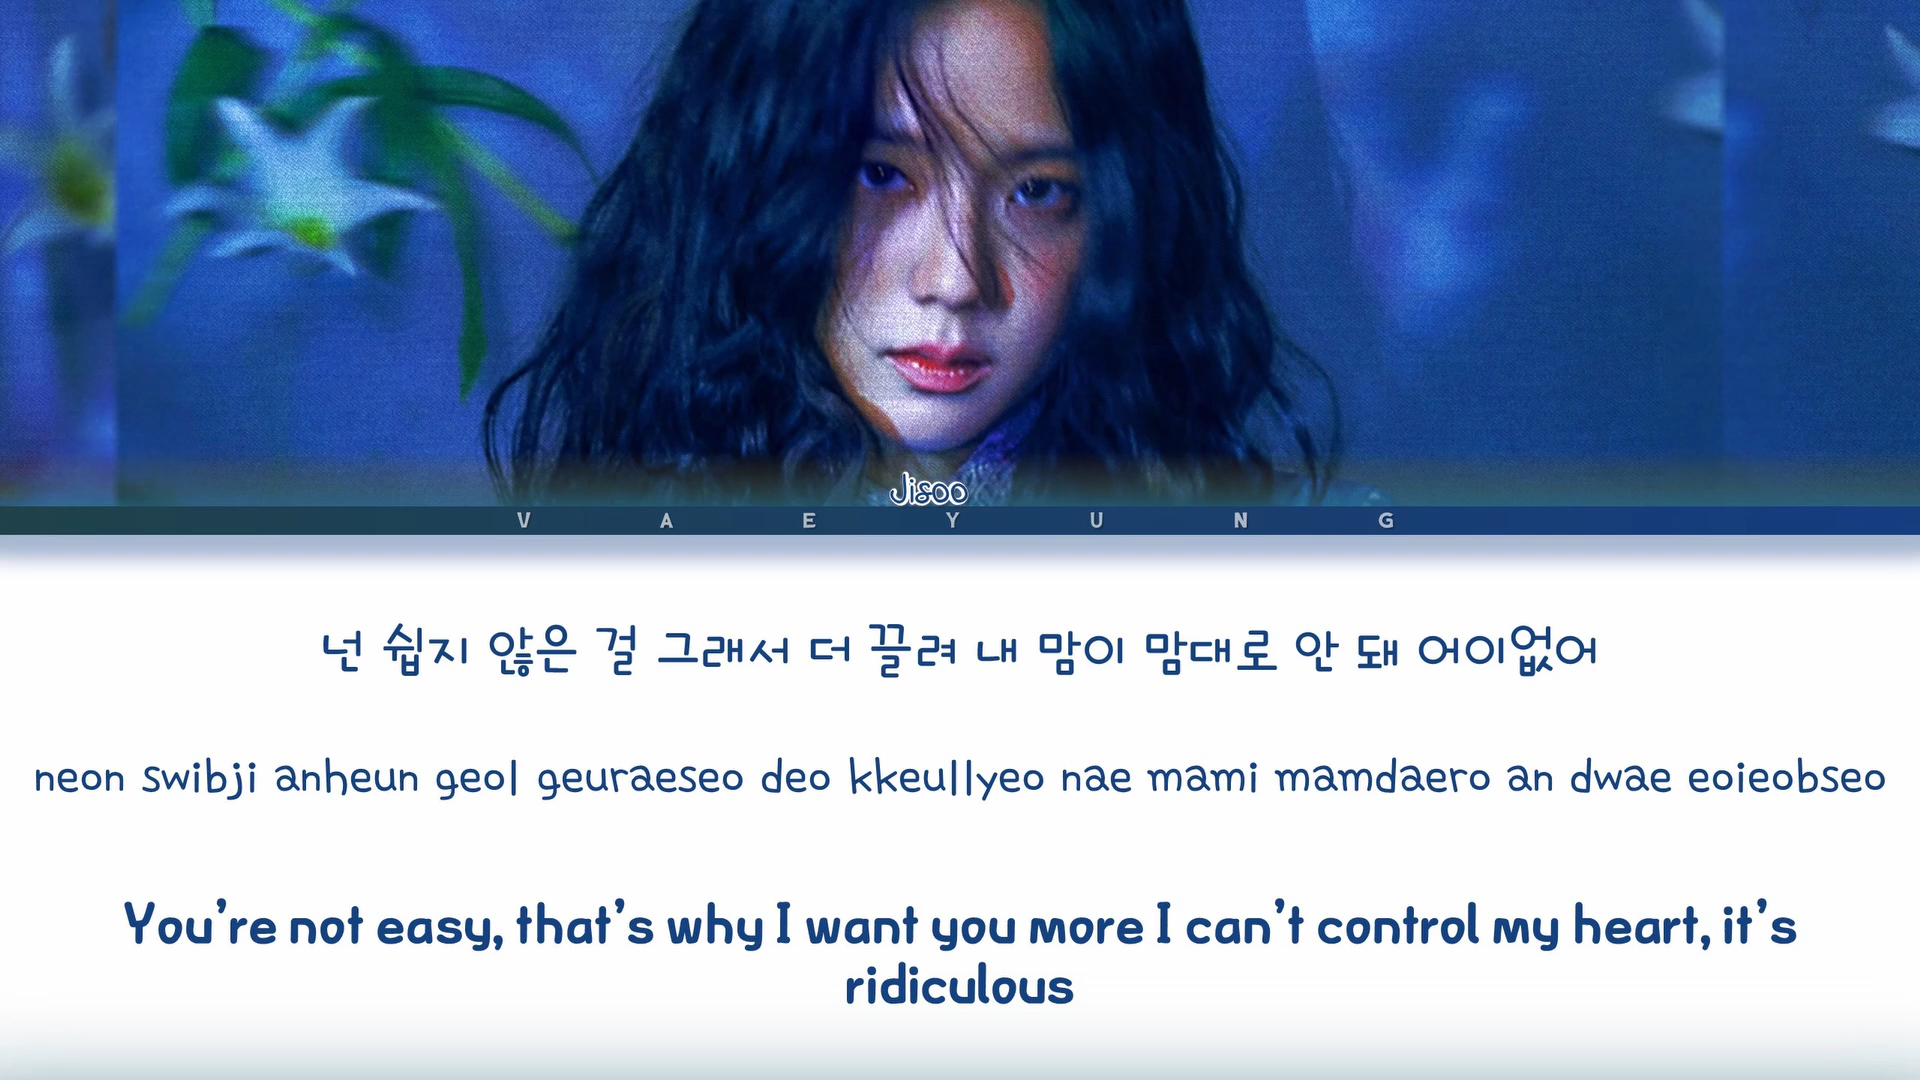 Jisoo
VAEYUNG
넌 쉽지 않은 걸 그래서 더 끌려 내 맘이 맘대로 안 돼 어이없어
neon swibji anheun geol geuraeseo deo kkeullyeo nae mami mamdaero an dwae eoieobseo
You're not easy, that's why I want you more I can't control my heart, it's
ridiculous